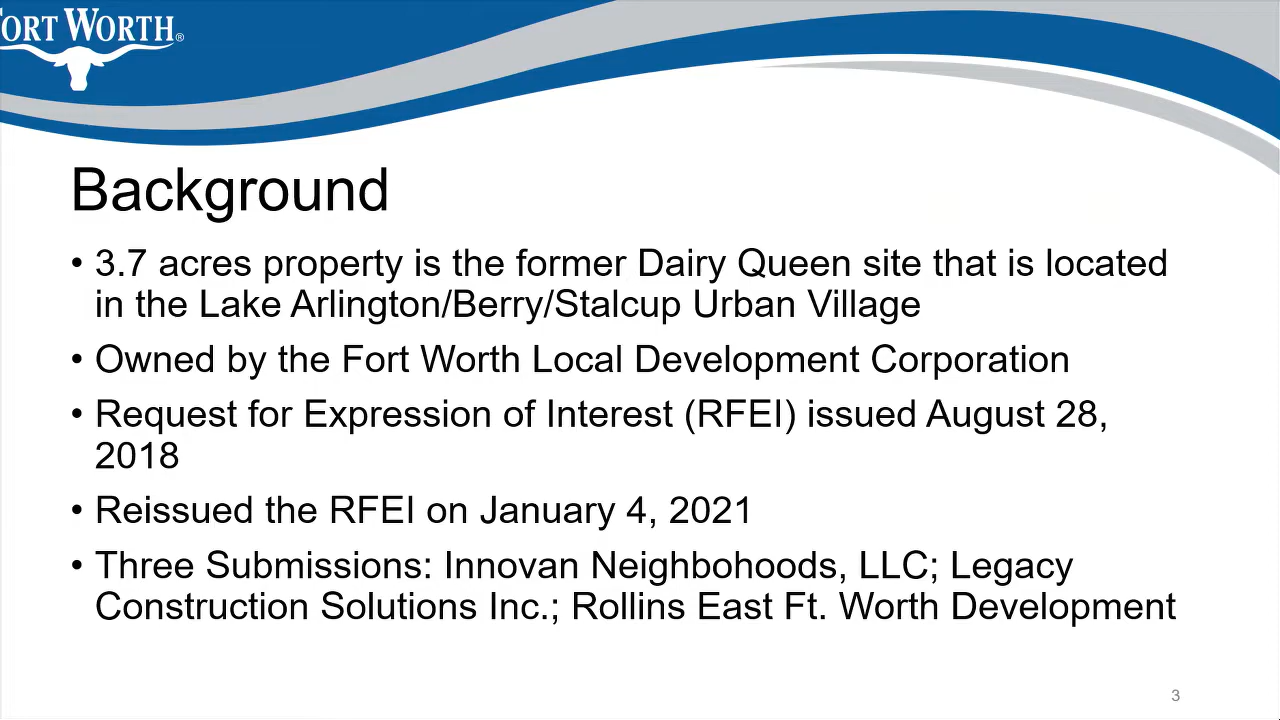 FORT WORTH®
Background
• 3.7 acres property is the former Dairy Queen site that is located
in the Lake Arlington/Berry/Stalcup Urban Village
• Owned by the Fort Worth Local Development Corporation
• Request for Expression of Interest (RFEI) issued August 28,
2018
• Reissued the RFEI on January 4, 2021
• Three Submissions: Innovan Neighbohoods, LLC; Legacy
Construction Solutions Inc.; Rollins East Ft. Worth Development
3